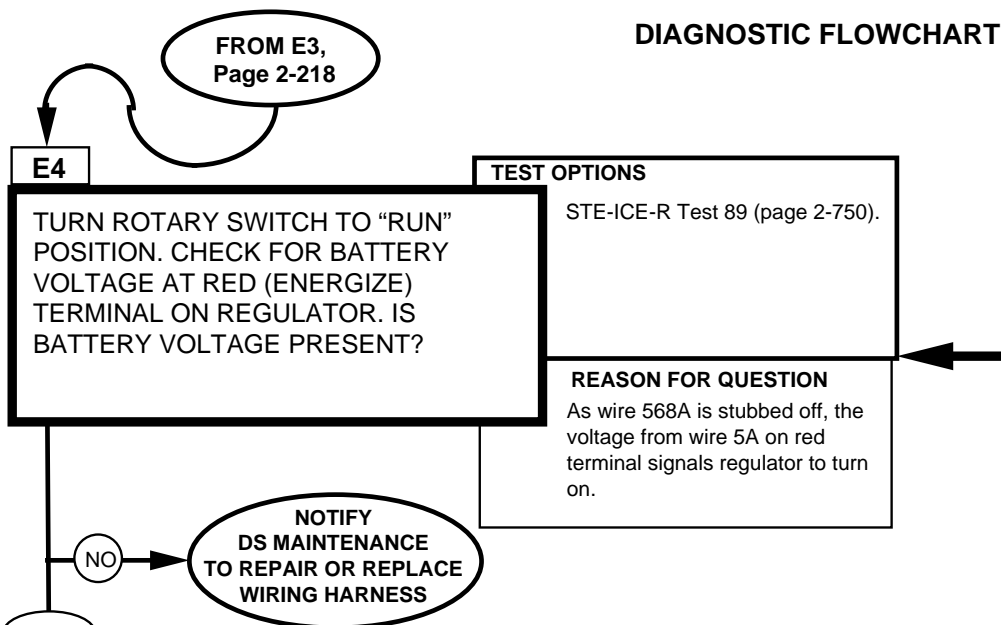 DIAGNOSTIC FLOWCHART
FROM E3,
Page 2-218
E4
TURN ROTARY SWITCH TO “RUN”
POSITION. CHECK FOR BATTERY
VOLTAGE AT RED (ENERGIZE)
TERMINAL ON REGULATOR. IS
BATTERY VOLTAGE PRESENT?
TEST OPTIONS
STE-ICE-R Test 89 (page 2-750).
REASON FOR QUESTION
As wire 568A is stubbed off, the
voltage from wire 5A on red
terminal signals regulator to turn
on.
NO
NOTIFY
DS MAINTENANCE
TO REPAIR OR REPLACE
WIRING HARNESS